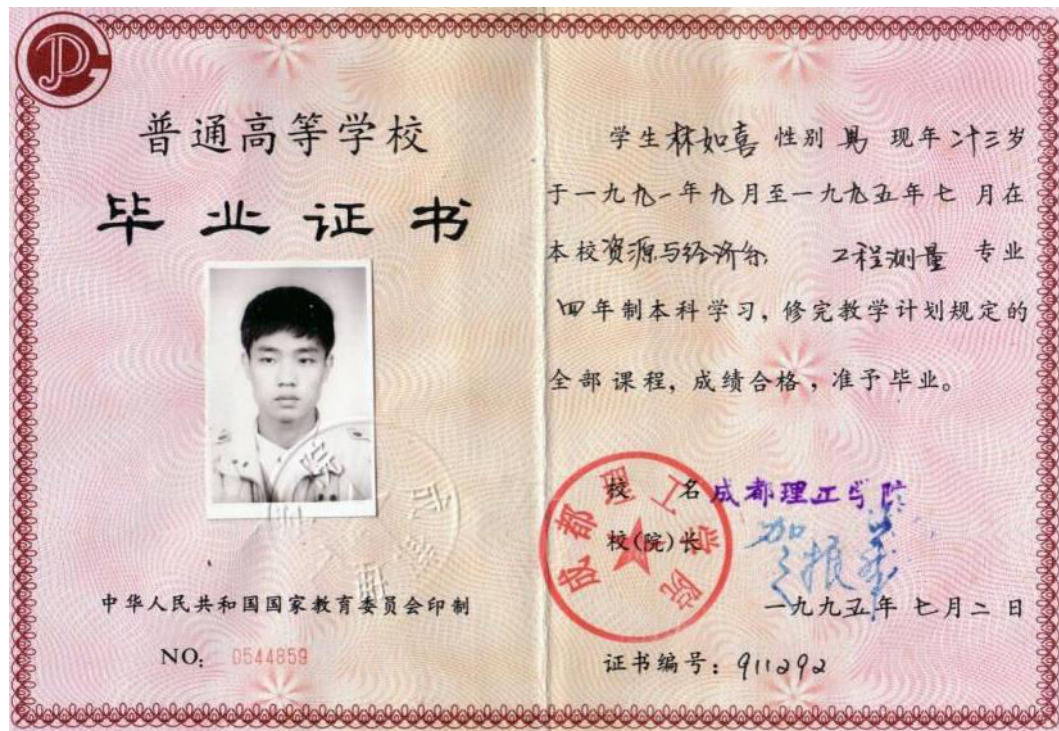 普通高等学校
毕业证书
中华人民共和国国家教育委员会印制
NO: 0544859
学生林如喜 性别 男 现年廿三岁
于一九九一年九月至一九九五年七 月在
本校资源与经济系 工程测量 专业
四年制本科学习，修完教学计划规定的
全部课程，成绩合格，准予毕业。
校 名 成都理工学院
校(院)长
成都理工学院
一九九五年 七月二 日
证书编号：911292